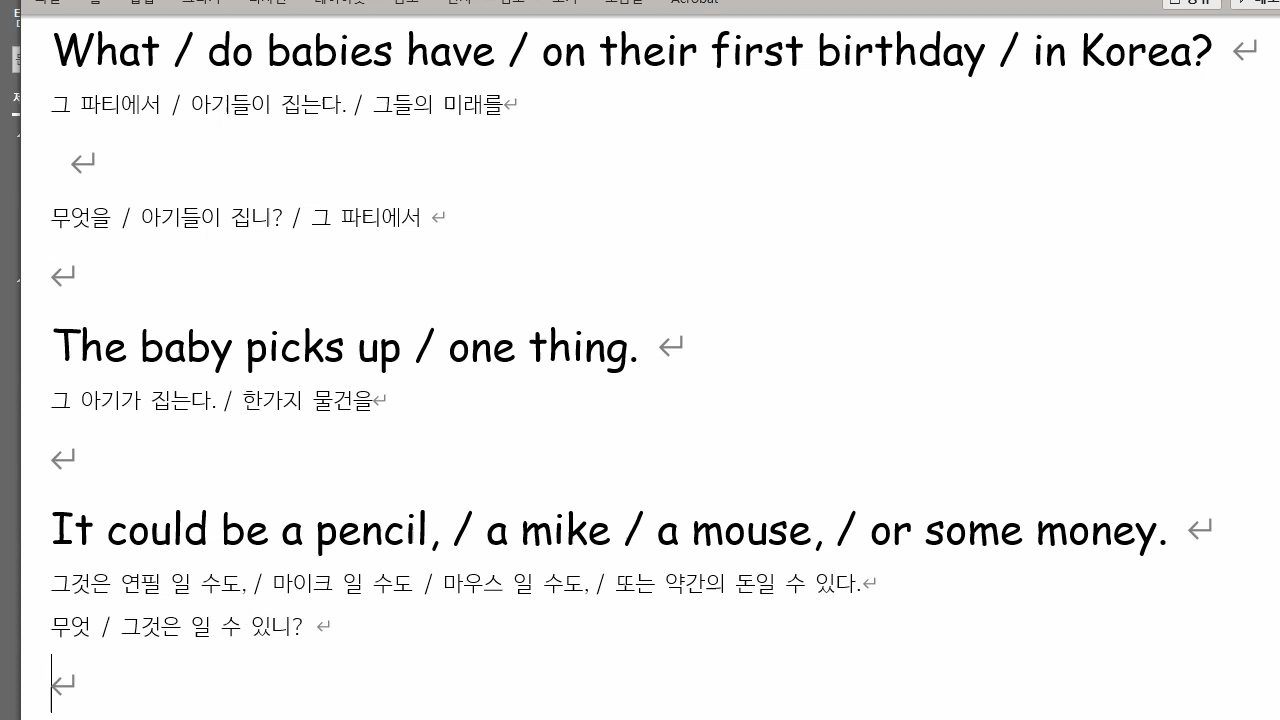 What / do babies have / on their first birthday / in Korea?
그 파티에서 / 아기들이 집는다. / 그들의 미래를
무엇을 / 아기들이 집니? / 그 파티에서
The baby picks up / one thing.
그 아기가 집는다. / 한가지 물건을
It could be a pencil, / a mike / a mouse, / or some money.
그것은 연필 일 수도, / 마이크 일 수도 / 마우스 일 수도, / 또는 약간의 돈일 수 있다.
무엇 / 그것은 일 수 있니?